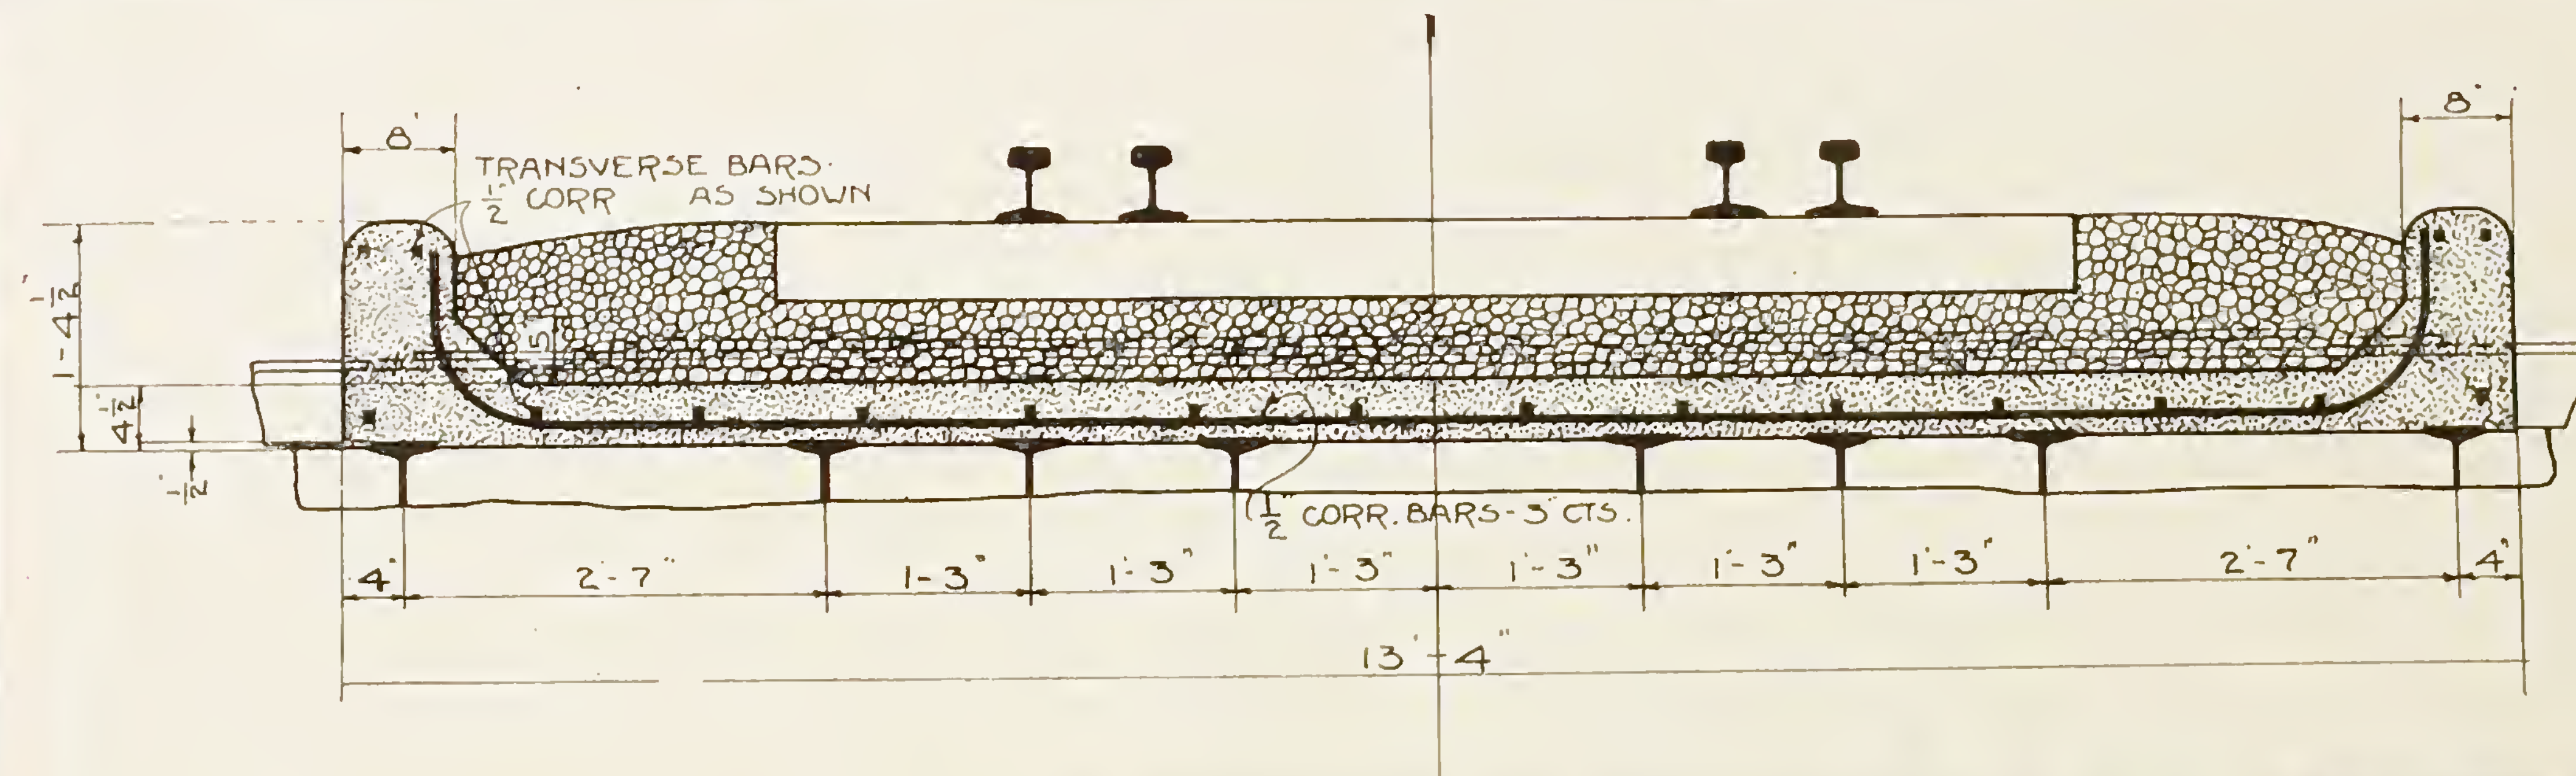 8"
8"
TRANSVERSE BARS.
1/2" CORR AS SHOWN
1'-4 1/2"
5"
4 1/2"
1/2"
1/2" CORR. BARS-3" CTS.
4" 2'-7" 1'-3" 1'-3" 1'-3" 1'-3" 1'-3" 1'-3" 2'-7" 4"
13'-4"